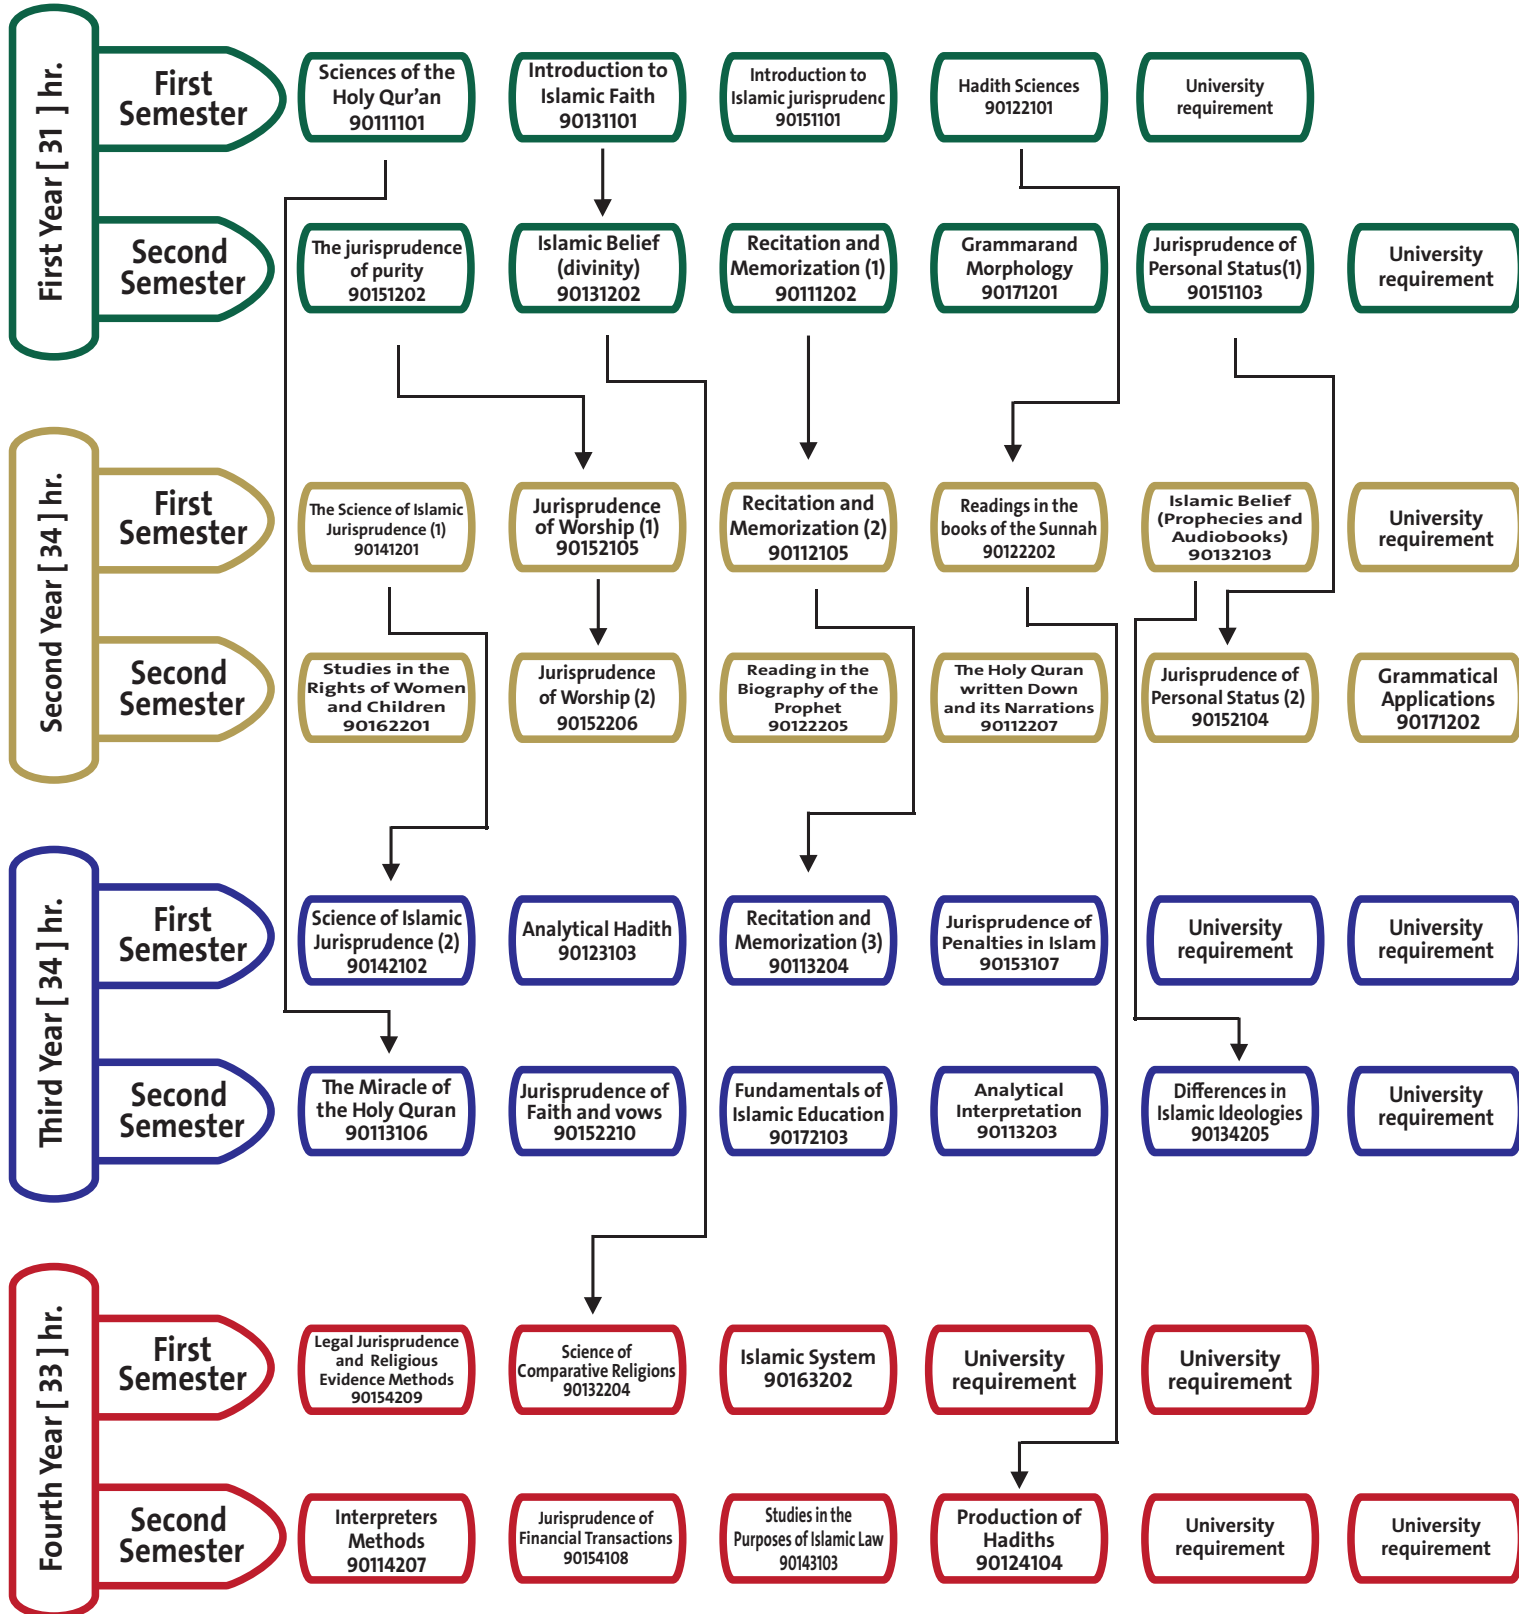 First Year [ 31 ] hr.
First
Semester
Sciences of the
Holy Qur’an
90111101
Introduction to
Islamic Faith
90131101
Introduction to
Islamic jurisprudenc
90151101
Hadith Sciences
90122101
University
requirement
Second
Semester
The jurisprudence
of purity
90151202
Islamic Belief
(divinity)
90131202
Recitation and
Memorization (1)
90111202
Grammarand
Morphology
90171201
Jurisprudence of
Personal Status(1)
90151103
University
requirement
Second Year [ 34 ] hr.
First
Semester
The Science of Islamic
Jurisprudence (1)
90141201
Jurisprudence
of Worship (1)
90152105
Recitation and
Memorization (2)
90112105
Readings in the
books of the Sunnah
90122202
Islamic Belief
(Prophecies and
Audiobooks)
90132103
University
requirement
Second
Semester
Studies in the
Rights of Women
and Children
90162201
Jurisprudence
of Worship (2)
90152206
Reading in the
Biography of the
Prophet
90122205
The Holy Quran
written Down
and its Narrations
90112207
Jurisprudence of
Personal Status (2)
90152104
Grammatical
Applications
90171202
Third Year [ 34 ] hr.
First
Semester
Science of Islamic
Jurisprudence (2)
90142102
Analytical Hadith
90123103
Recitation and
Memorization (3)
90113204
Jurisprudence of
Penalties in Islam
90153107
University
requirement
University
requirement
Second
Semester
The Miracle of
the Holy Quran
90113106
Jurisprudence of
Faith and vows
90152210
Fundamentals of
Islamic Education
90172103
Analytical
Interpretation
90113203
Differences in
Islamic Ideologies
90134205
University
requirement
Fourth Year [ 33 ] hr.
First
Semester
Legal Jurisprudence
and Religious
Evidence Methods
90154209
Science of
Comparative Religions
90132204
Islamic System
90163202
University
requirement
University
requirement
Second
Semester
Interpreters
Methods
90114207
Jurisprudence of
Financial Transactions
90154108
Studies in the
Purposes of Islamic Law
90143103
Production of
Hadiths
90124104
University
requirement
University
requirement